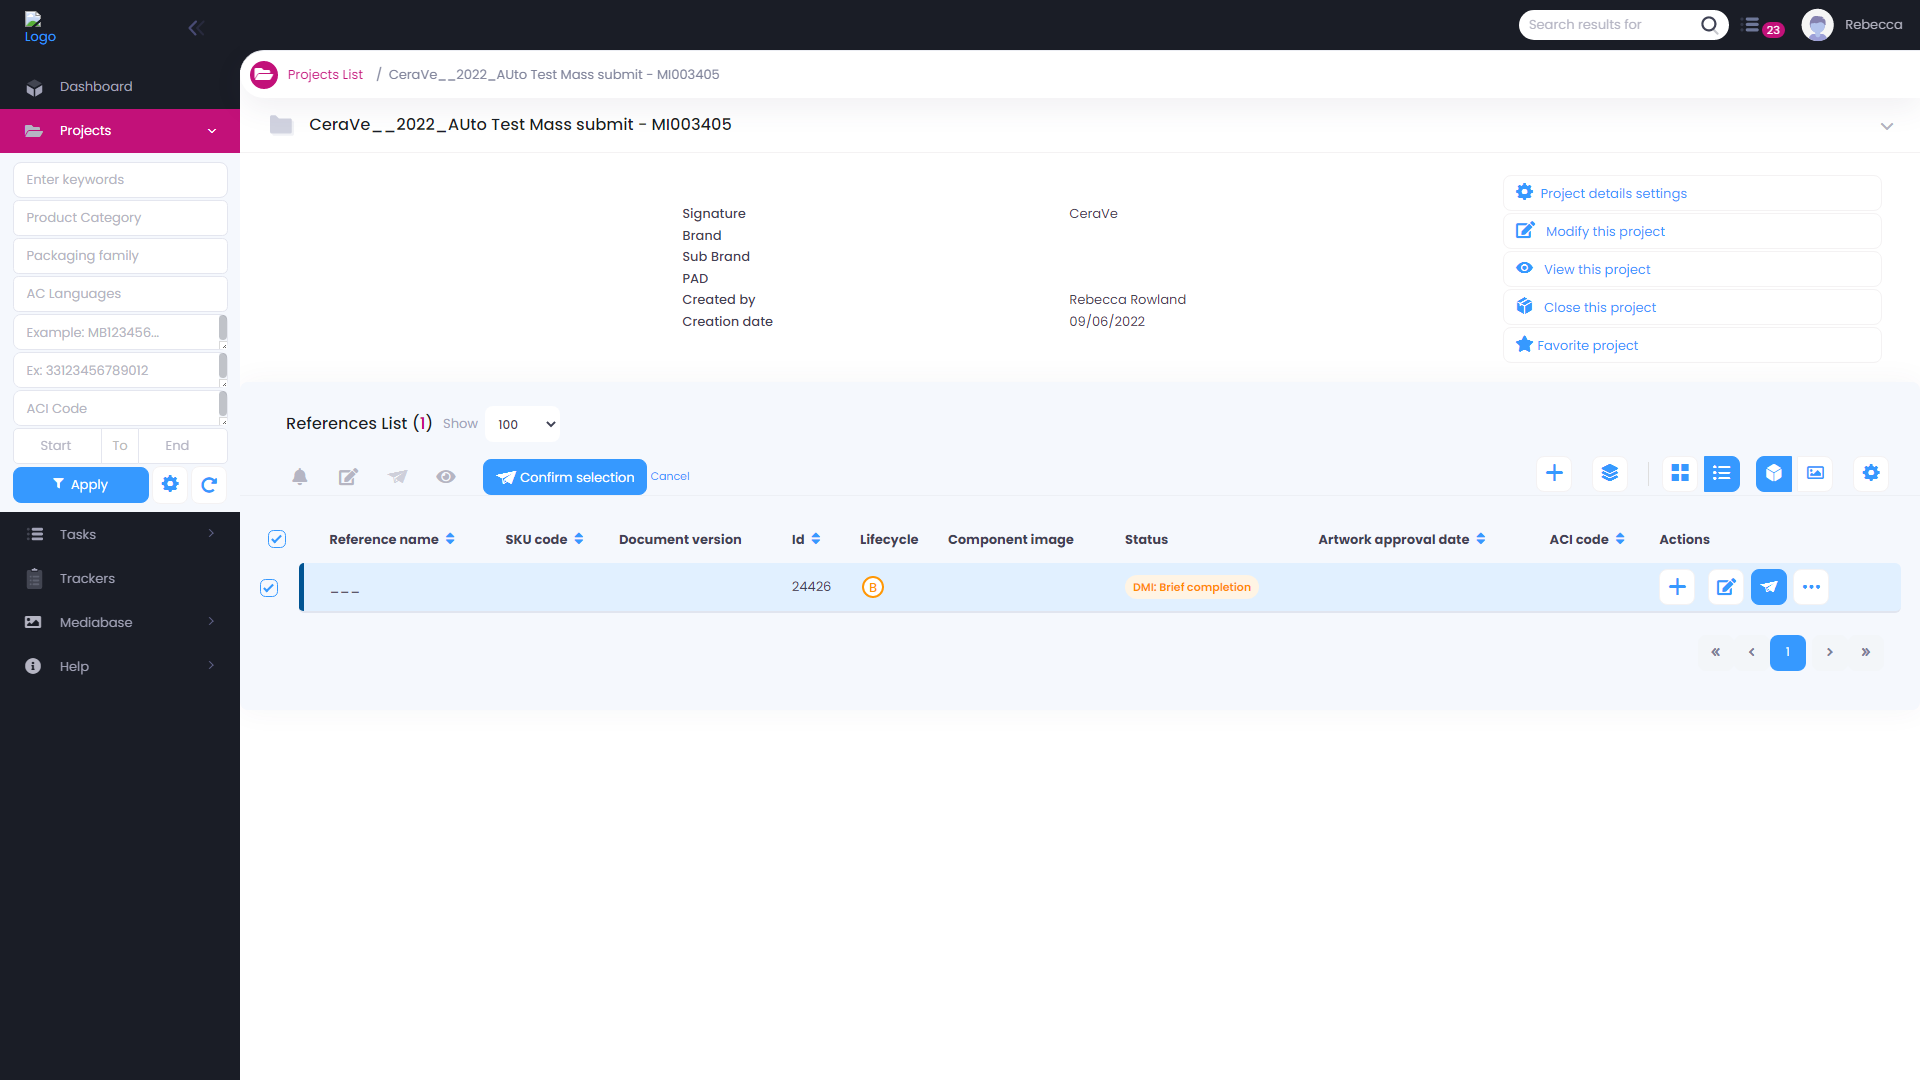 Logo
Search results for
23
Rebecca
Dashboard
Projects
Enter keywords
Product Category
Packaging family
AC Languages
Example: MB123456...
Ex: 33123456789012
ACI Code
Start To End
Apply
Tasks
Trackers
Mediabase
Help
Projects List / CeraVe__2022_AUto Test Mass submit - MI003405
CeraVe__2022_AUto Test Mass submit - MI003405
Signature CeraVe
Brand
Sub Brand
PAD
Created by Rebecca Rowland
Creation date 09/06/2022
Project details settings
Modify this project
View this project
Close this project
Favorite project
References List (1) Show 100
Confirm selection Cancel
Reference name SKU code Document version Id Lifecycle Component image Status Artwork approval date ACI code Actions
___ 24426 B DMI: Brief completion
« ‹ 1 › »